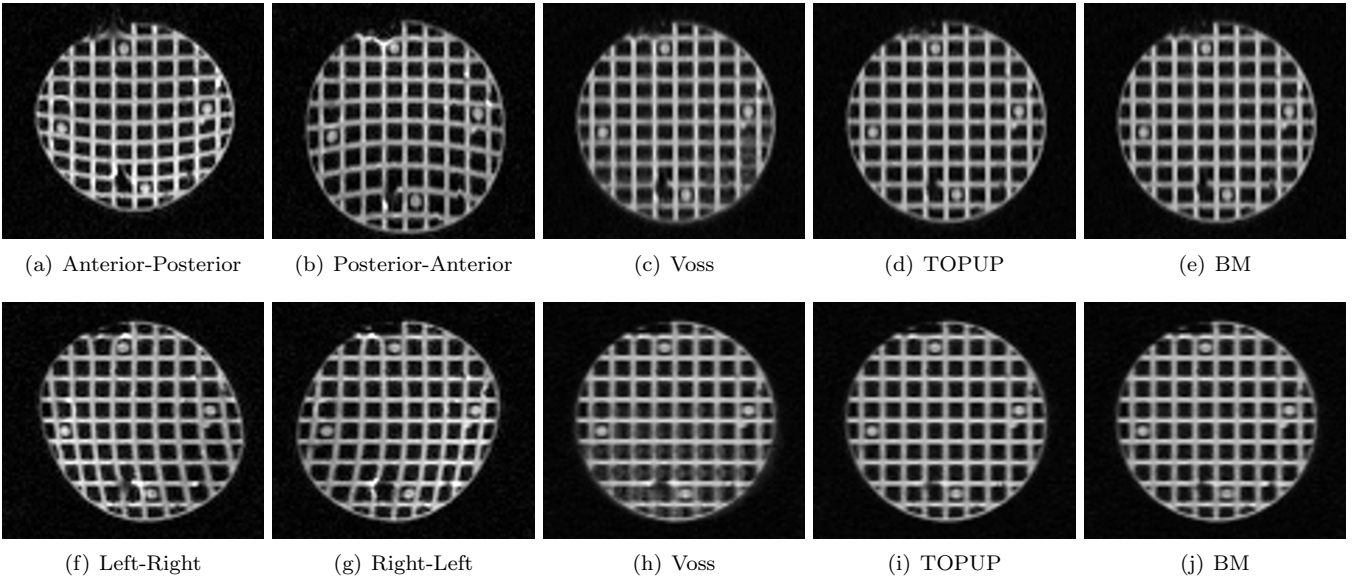 (a) Anterior-Posterior
(b) Posterior-Anterior
(c) Voss
(d) TOPUP
(e) BM
(f) Left-Right
(g) Right-Left
(h) Voss
(i) TOPUP
(j) BM